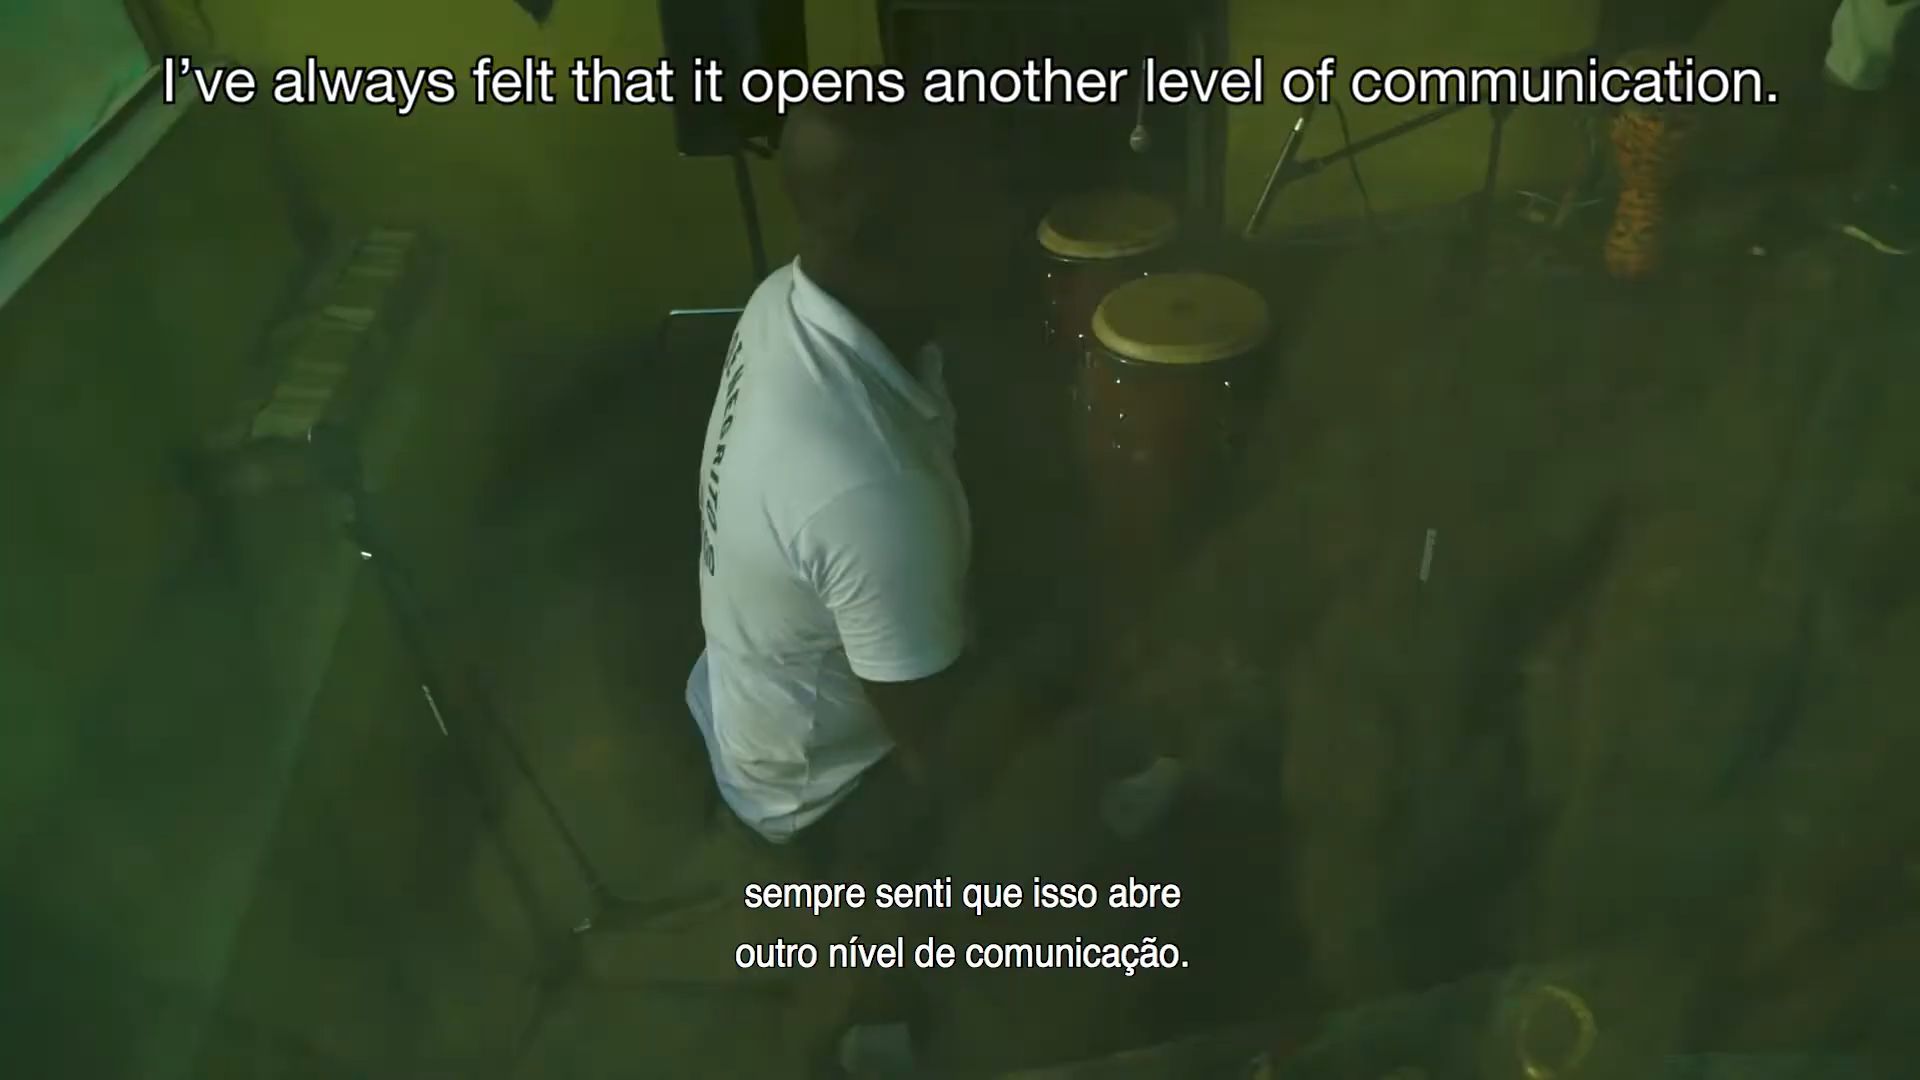 I’ve always felt that it opens another level of communication.
sempre senti que isso abre
outro nível de comunicação.